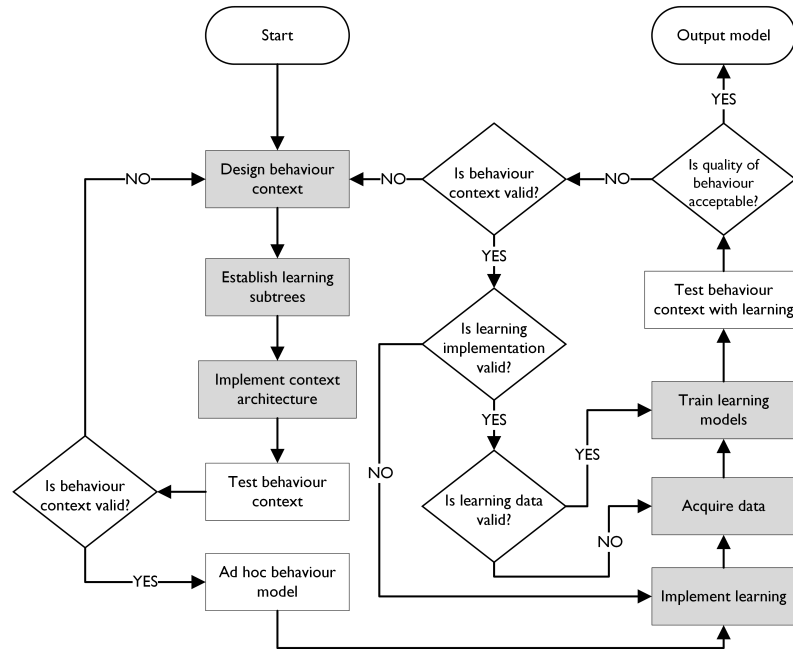 Start
Output model
YES
Design behaviour
context
NO
NO
Is behaviour
context valid?
NO
Is quality of
behaviour
acceptable?
YES
Establish learning
subtrees
Test behaviour
context with learning
Is learning
implementation
valid?
Implement context
architecture
Train learning
models
YES
YES
NO
Is behaviour
context valid?
Test behaviour
context
Is learning data
valid?
Acquire data
NO
YES
Ad hoc behaviour
model
Implement learning